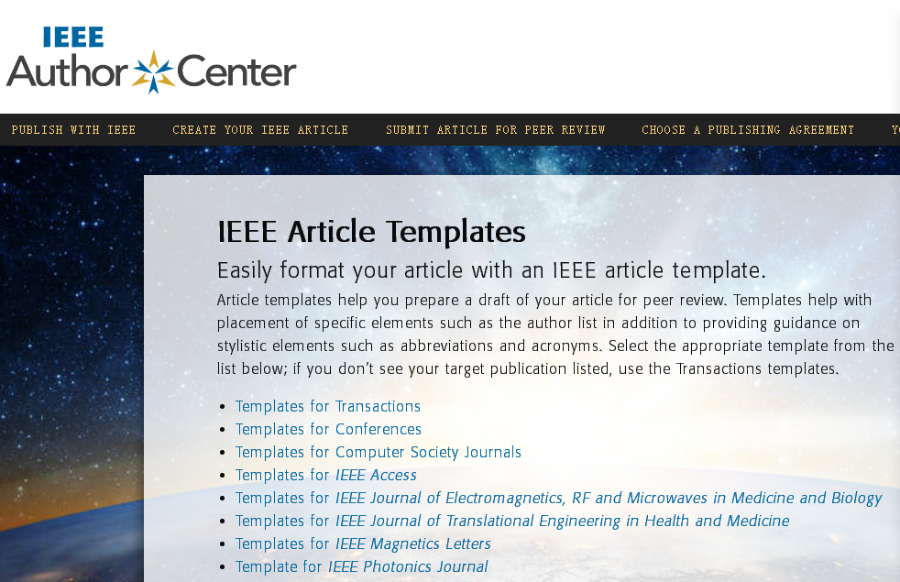 IEEE
Author Center
PUBLISH WITH IEEE CREATE YOUR IEEE ARTICLE SUBMIT ARTICLE FOR PEER REVIEW CHOOSE A PUBLISHING AGREEMENT
IEEE Article Templates
Easily format your article with an IEEE article template.
Article templates help you prepare a draft of your article for peer review. Templates help with
placement of specific elements such as the author list in addition to providing guidance on
stylistic elements such as abbreviations and acronyms. Select the appropriate template from the
list below; if you don't see your target publication listed, use the Transactions templates.
• Templates for Transactions
• Templates for Conferences
• Templates for Computer Society Journals
• Templates for IEEE Access
• Templates for IEEE Journal of Electromagnetics, RF and Microwaves in Medicine and Biology
• Templates for IEEE Journal of Translational Engineering in Health and Medicine
• Templates for IEEE Magnetics Letters
• Template for IEEE Photonics Journal